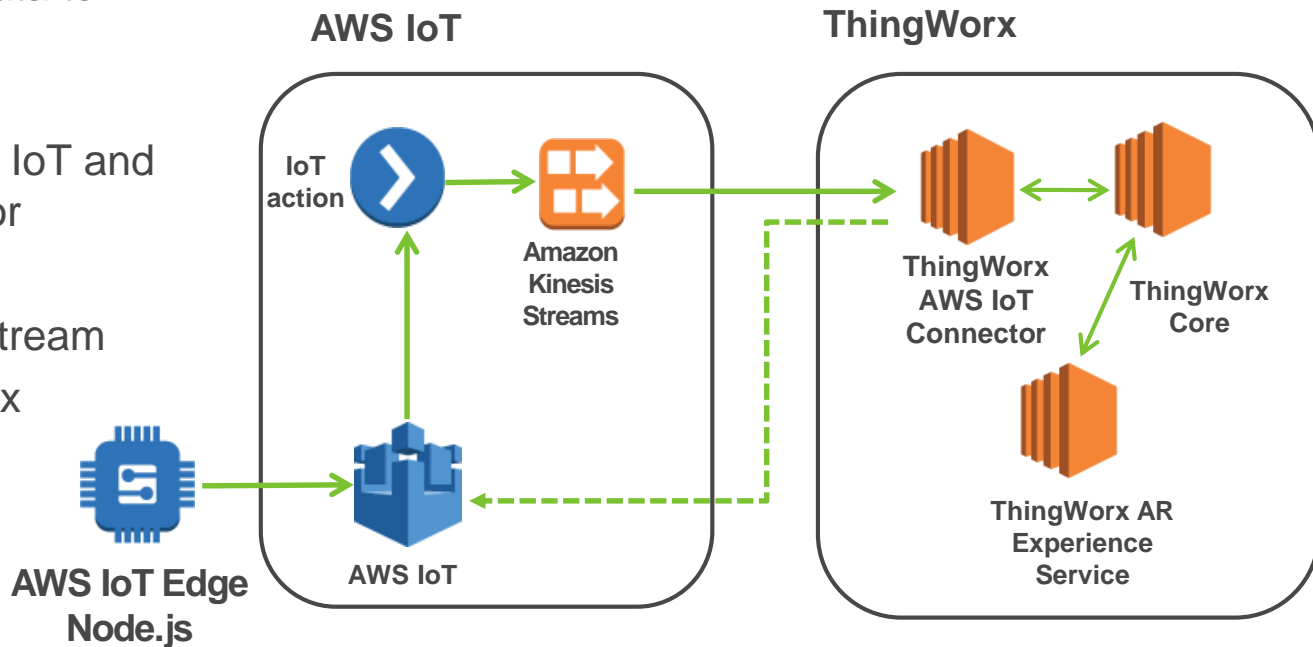 AWS IoT
ThingWorx
IoT and
or
tream
x
IoT
action
Amazon
Kinesis
Streams
ThingWorx
AWS IoT
Connector
ThingWorx
Core
ThingWorx AR
Experience
Service
AWS IoT
AWS IoT Edge
Node.js